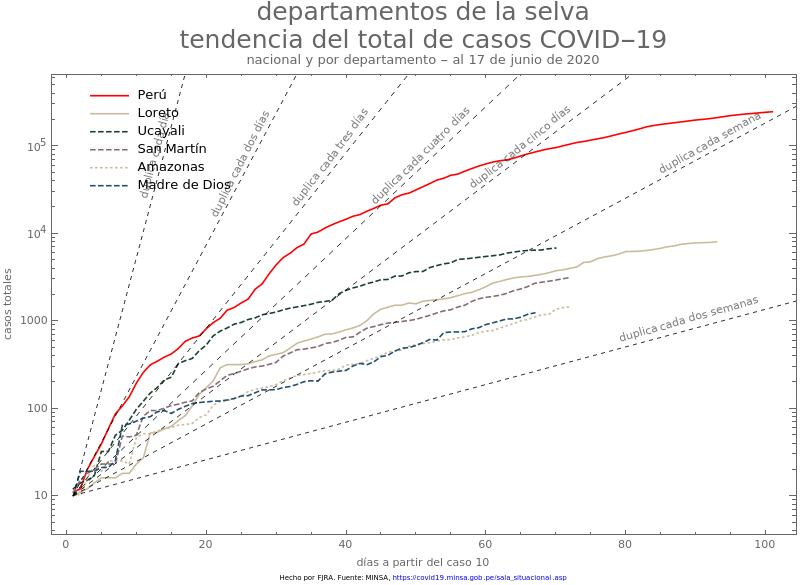 departamentos de la selva
tendencia del total de casos COVID‒19
nacional y por departamento ‒ al 17 de junio de 2020
Perú
Loreto
Ucayali
San Martín
Amazonas
Madre de Dios
duplica cada día
duplica cada dos días
duplica cada tres días
duplica cada cuatro días
duplica cada cinco días
duplica cada semana
duplica cada dos semanas
casos totales
10⁵
10⁴
1000
100
10
0 20 40 60 80 100
días a partir del caso 10
Hecho por FJRA. Fuente: MINSA, https://covid19.minsa.gob.pe/sala_situacional.asp